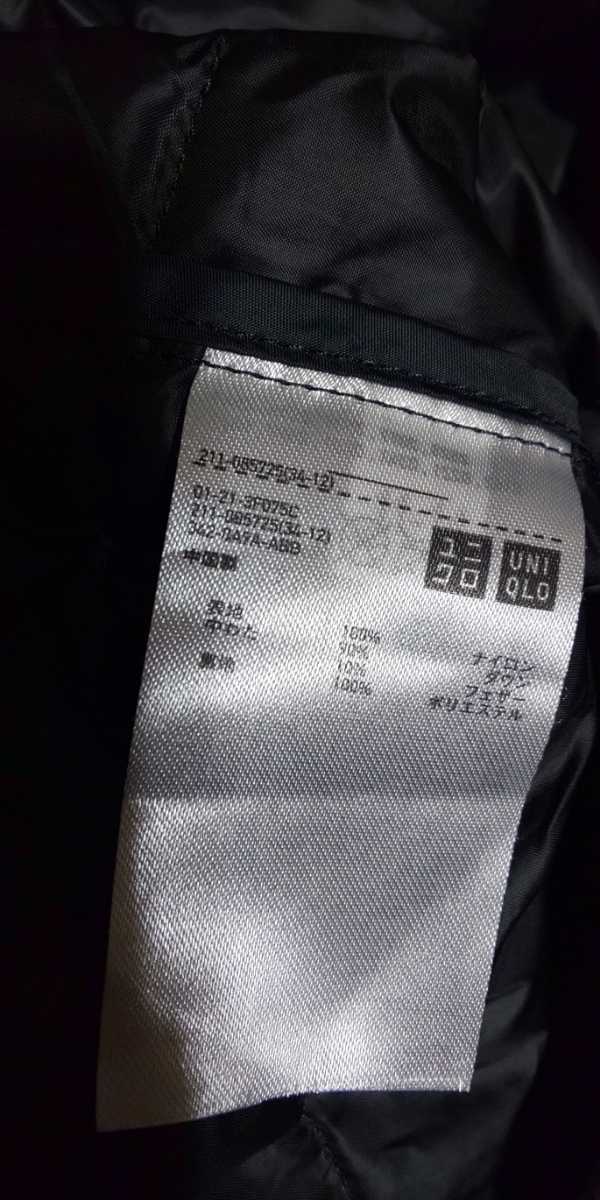 211-085725(34-12)
01-21-3F075C
211-085725(34-12)
342-0A7A-ABB
中国製
ユニ
クロ
UNI
QLO
表地 100% ナイロン
中わた 90% ダウン
10% フェザー
裏地 100% ポリエステル